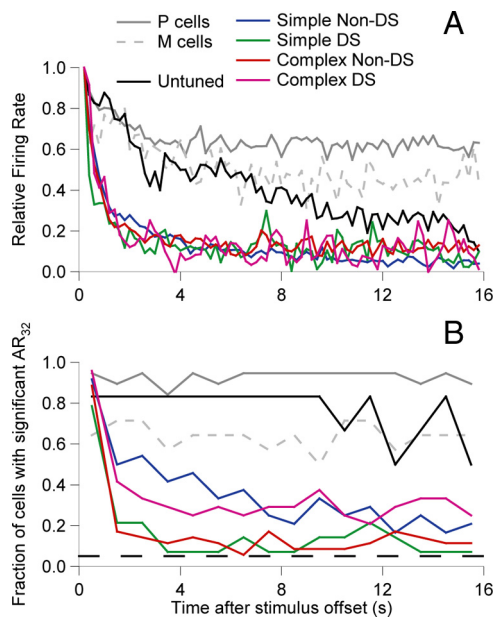 A
P cells
M cells
Untuned
Simple Non-DS
Simple DS
Complex Non-DS
Complex DS
Relative Firing Rate
1.0
0.8
0.6
0.4
0.2
0.0
0 4 8 12 16
B
Fraction of cells with significant AR32
1.0
0.8
0.6
0.4
0.2
0.0
0 4 8 12 16
Time after stimulus offset (s)